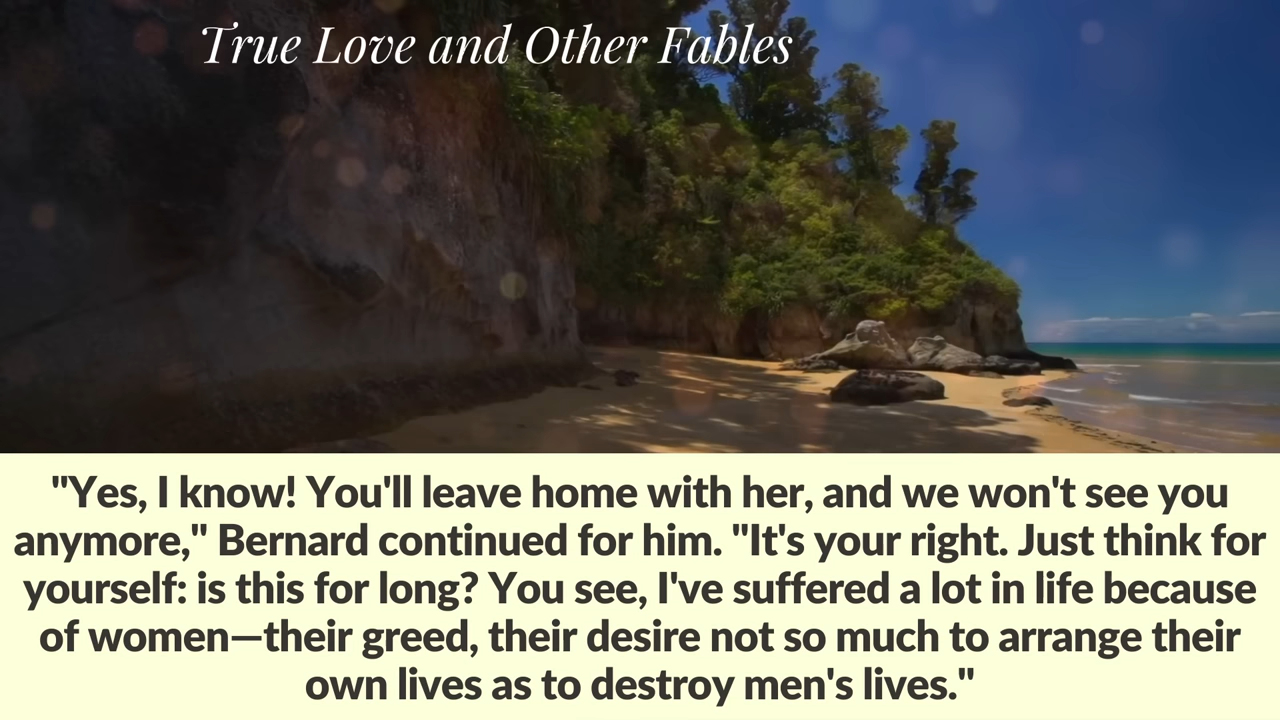 True Love and Other Fables
"Yes, I know! You'll leave home with her, and we won't see you
anymore," Bernard continued for him. "It's your right. Just think for
yourself: is this for long? You see, I've suffered a lot in life because
of women—their greed, their desire not so much to arrange their
own lives as to destroy men's lives."